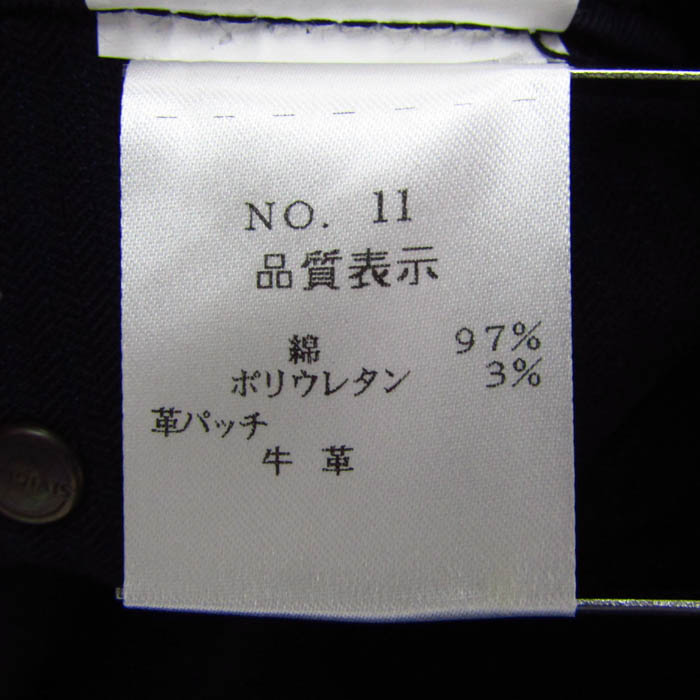 NO. 11
品質表示
綿 97%
ポリウレタン 3%
革パッチ
牛 革